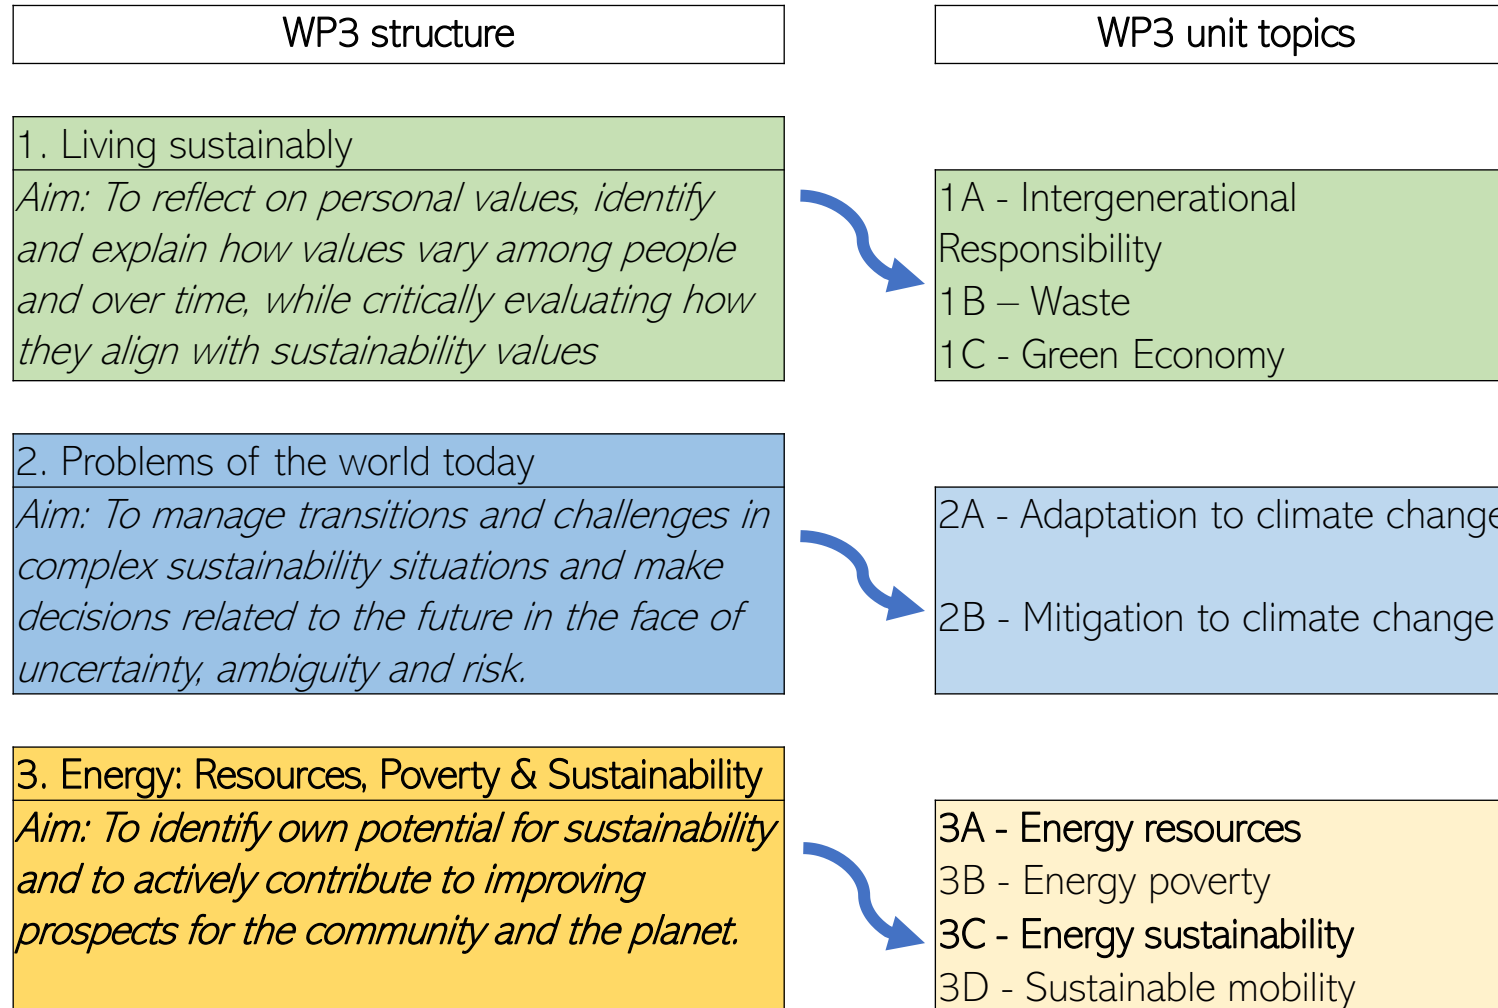 WP3 structure
WP3 unit topics
1. Living sustainably
Aim: To reflect on personal values, identify
and explain how values vary among people
and over time, while critically evaluating how
they align with sustainability values
1A - Intergenerational
Responsibility
1B – Waste
1C - Green Economy
2. Problems of the world today
Aim: To manage transitions and challenges in
complex sustainability situations and make
decisions related to the future in the face of
uncertainty, ambiguity and risk.
2A - Adaptation to climate change
2B - Mitigation to climate change
3. Energy: Resources, Poverty & Sustainability
Aim: To identify own potential for sustainability
and to actively contribute to improving
prospects for the community and the planet.
3A - Energy resources
3B - Energy poverty
3C - Energy sustainability
3D - Sustainable mobility